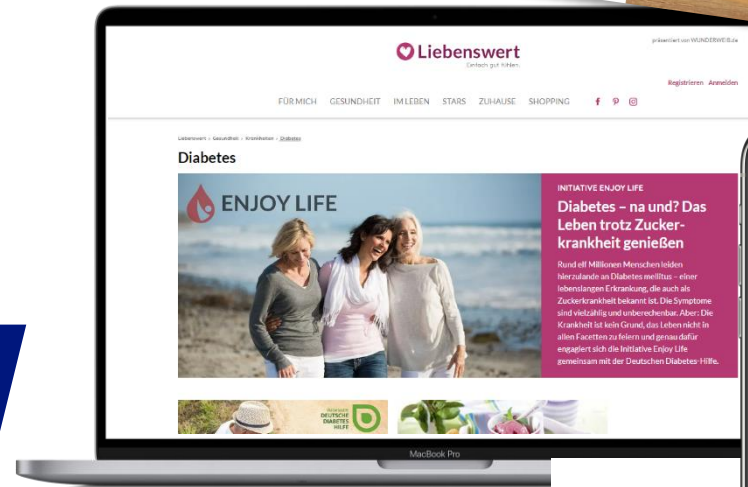 präsentiert von WUNDERWEIB.de
Liebenswert
Einfach gut fühlen.
Registrieren Anmelden
FÜR MICH GESUNDHEIT IM LEBEN STARS ZUHAUSE SHOPPING
Liebenswert › Gesundheit › Krankheiten › Diabetes
Diabetes
ENJOY LIFE
INITIATIVE ENJOY LIFE
Diabetes – na und? Das
Leben trotz Zucker-
krankheit genießen
Rund elf Millionen Menschen leiden
hierzulande an Diabetes mellitus – einer
lebenslangen Erkrankung, die auch als
Zuckerkrankheit bekannt ist. Die Symptome
sind vielzählig und unberechenbar. Aber: Die
Krankheit ist kein Grund, das Leben nicht in
allen Facetten zu feiern und genau dafür
engagiert sich die Initiative Enjoy Life
gemeinsam mit der Deutschen Diabetes-Hilfe.
DEUTSCHE
DIABETES
HILFE
MacBook Pro